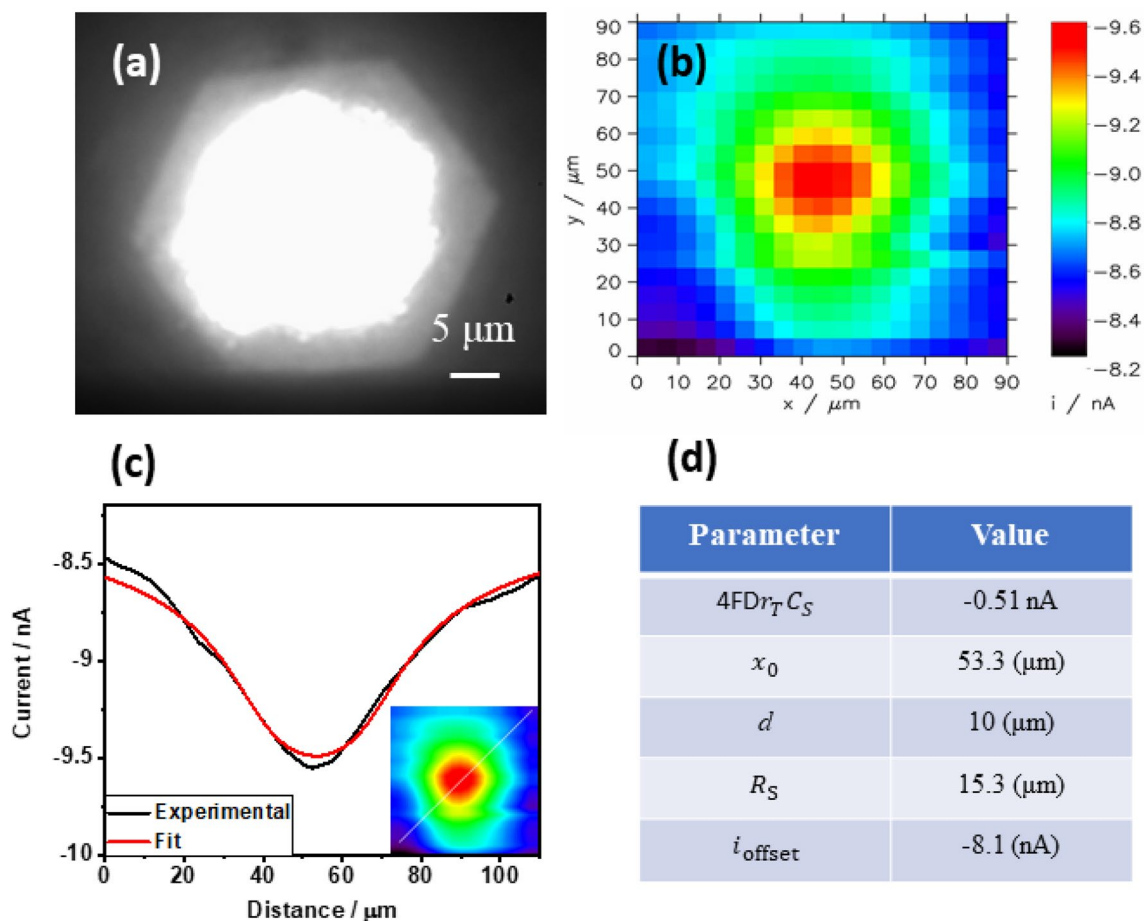 (a)
5 μm
(b)
90
80
70
60
50
40
30
20
10
0
y / μm
0 10 20 30 40 50 60 70 80 90
x / μm
−9.6
−9.4
−9.2
−9.0
−8.8
−8.6
−8.4
−8.2
i / nA
(c)
-8.5
-9
-9.5
-10
Current / nA
Experimental
Fit
0 20 40 60 80 100
Distance / μm
(d)
Parameter Value
4FDr_T C_S -0.51 nA
x_0 53.3 (μm)
d 10 (μm)
R_S 15.3 (μm)
i_offset -8.1 (nA)